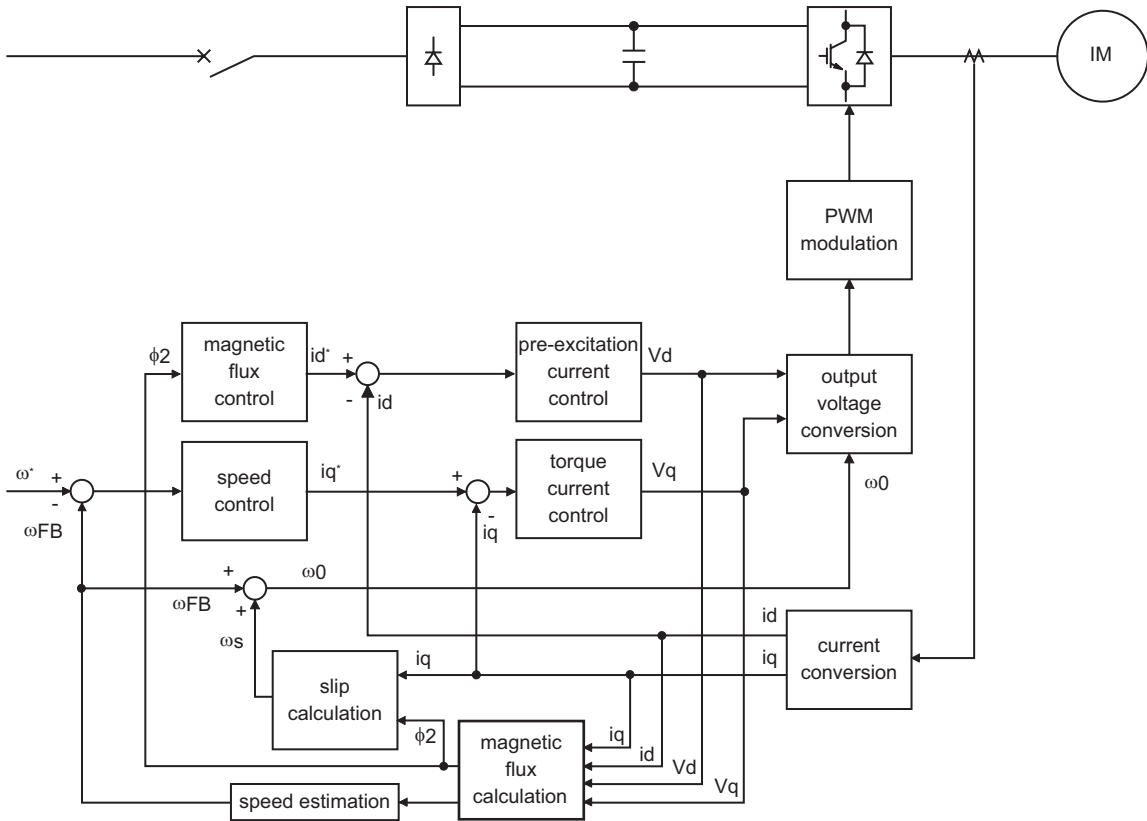 IM
PWM
modulation
ϕ2
magnetic
flux
control
id*
+
-
id
pre-excitation
current
control
Vd
output
voltage
conversion
ω*
+
-
ωFB
speed
control
iq*
+
-
iq
torque
current
control
Vq
ω0
+
ωFB
+
ω0
ωs
id
iq
current
conversion
slip
calculation
iq
ϕ2
magnetic
flux
calculation
iq
id
Vd
Vq
speed estimation